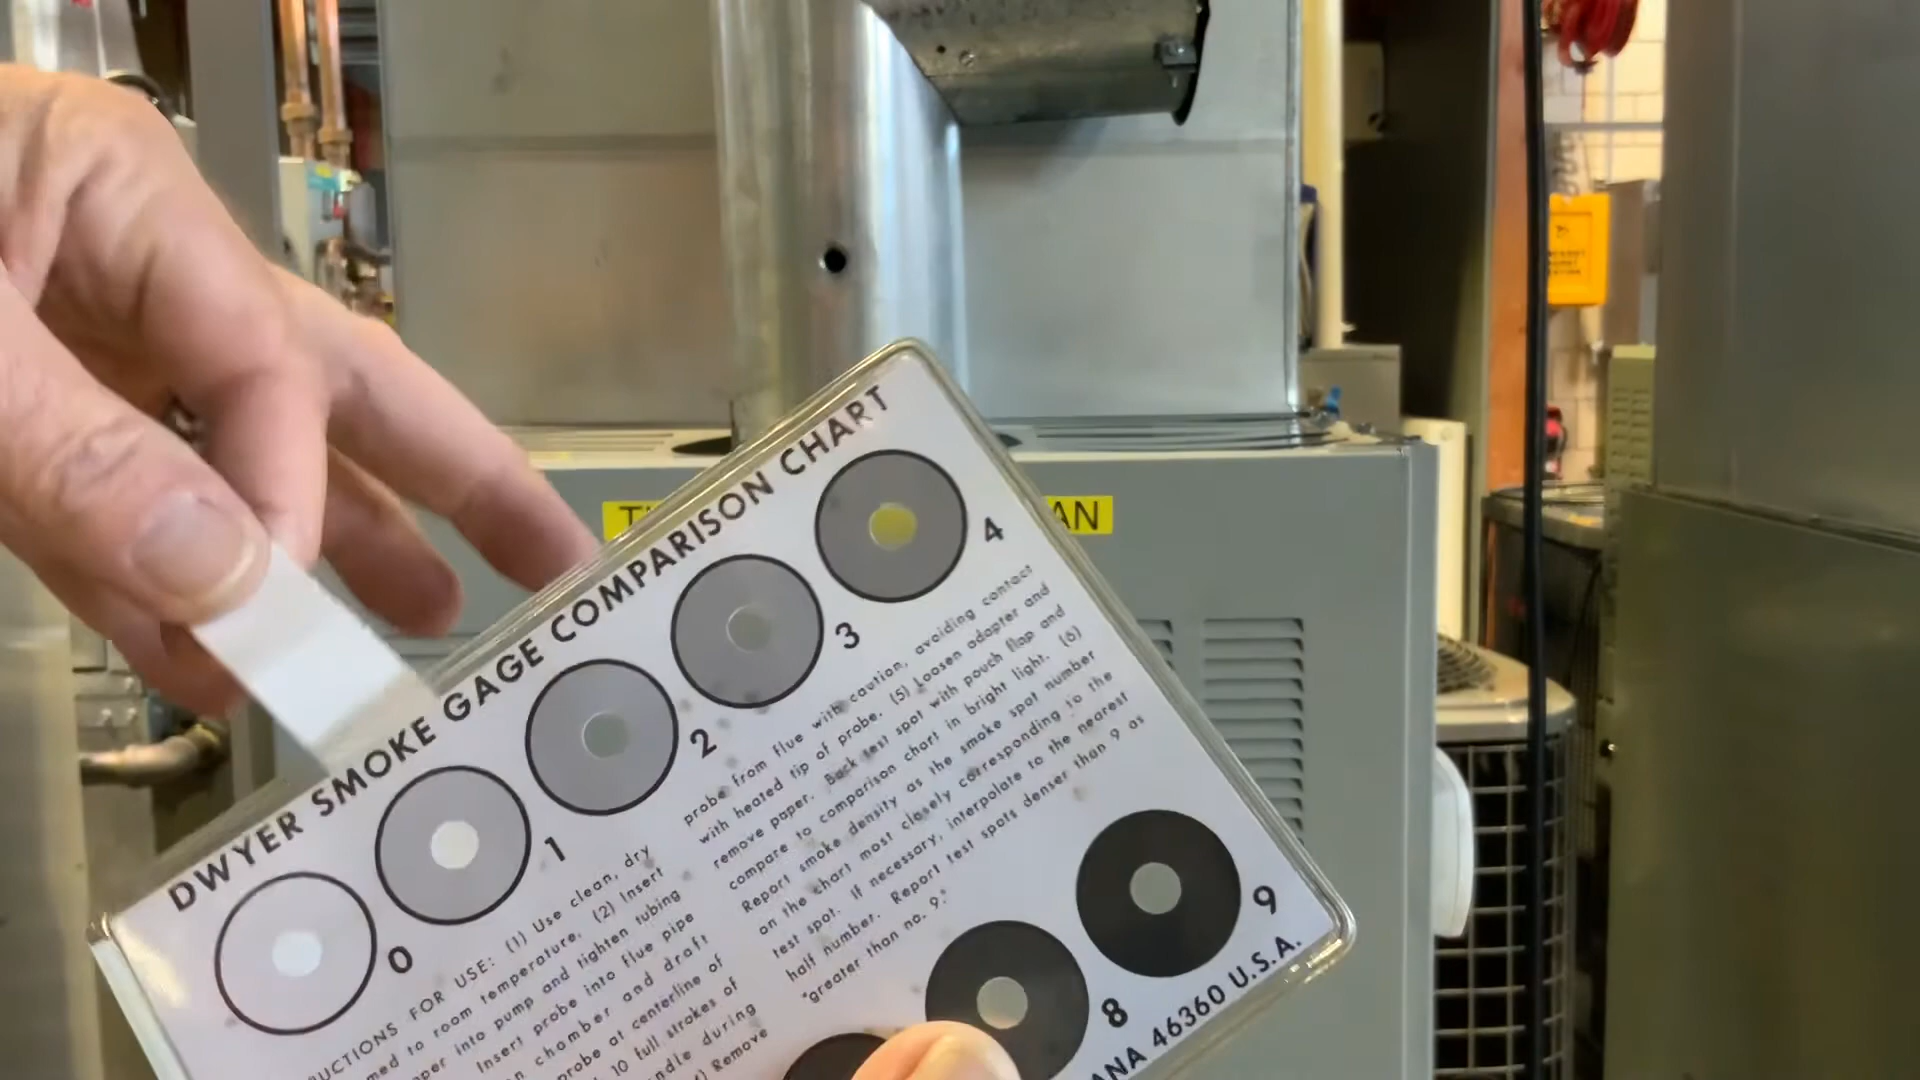 DWYER SMOKE GAGE COMPARISON CHART
0
1
2
3
4
UCTIONS FOR USE: (1) Use clean, dry
med to room temperature. (2) Insert
per into pump and tighten tubing
Insert probe into flue pipe
n chamber and draft
probe at centerline of
10 full strokes of
ndle during
) Remove
probe from flue with caution, avoiding contact
with heated tip of probe. (5) Loosen adapter and
remove paper. Back test spot with pouch flap and
compare to comparison chart in bright light. (6)
Report smoke density as the smoke spot number
on the chart most closely corresponding to the
test spot. If necessary, interpolate to the nearest
half number. Report test spots denser than 9 as
"greater than no. 9."
8
9
ANA 46360 U.S.A.
AN